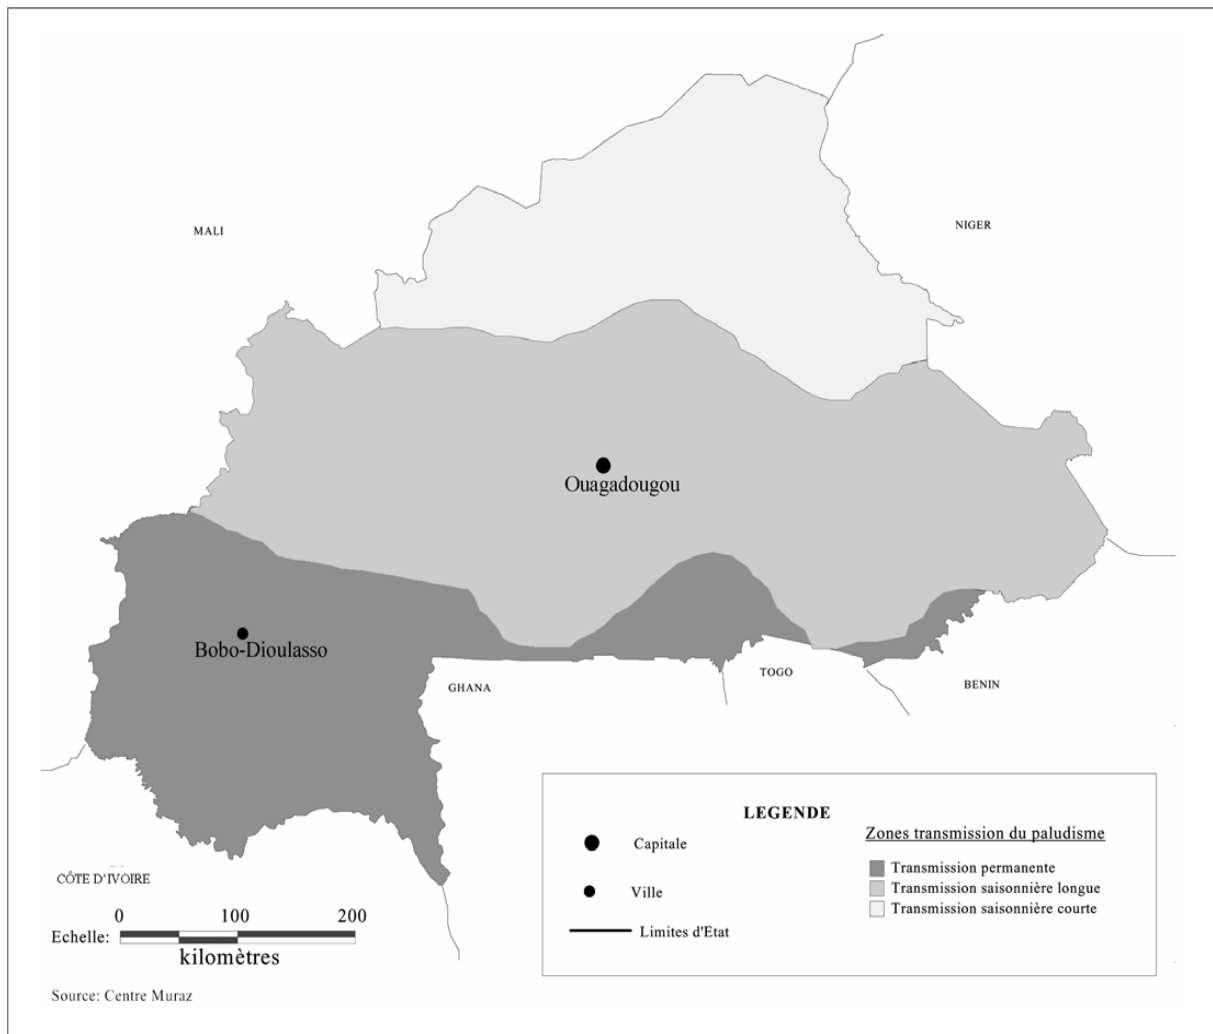 MALI
NIGER
Ouagadougou
Bobo-Dioulasso
GHANA
TOGO
BENIN
CÔTE D'IVOIRE
LEGENDE
Capitale
Ville
Limites d'Etat
Zones transmission du paludisme
Transmission permanente
Transmission saisonnière longue
Transmission saisonnière courte
0 100 200
Echelle:
kilomètres
Source: Centre Muraz